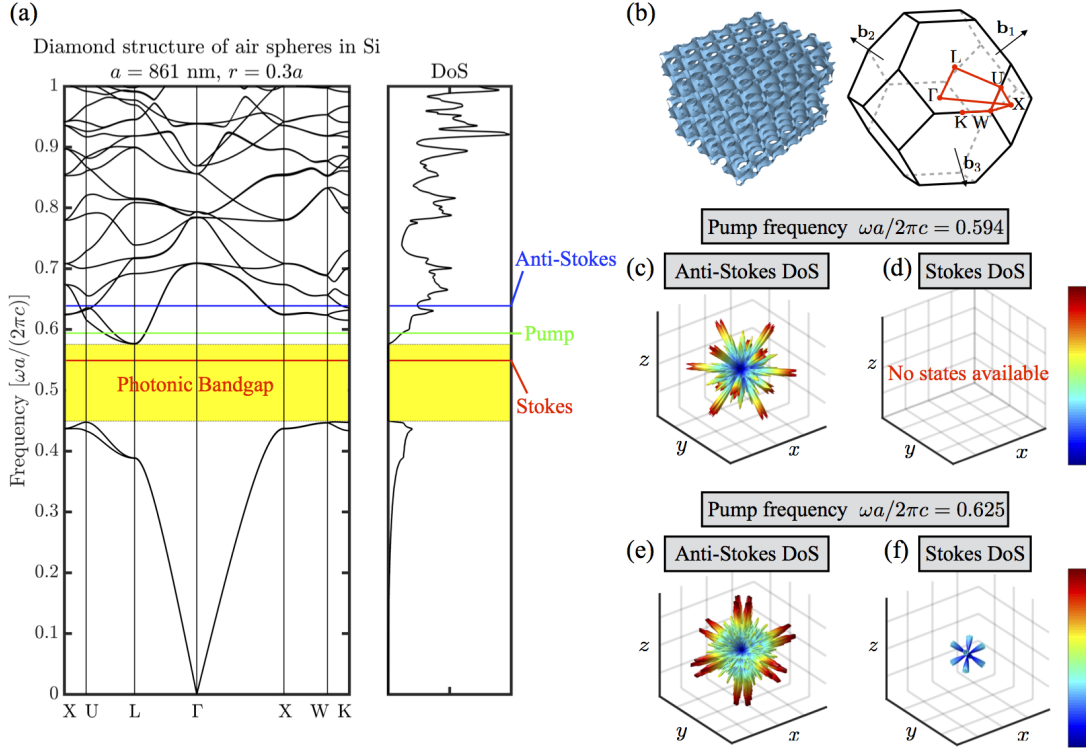 (a)
Diamond structure of air spheres in Si
a = 861 nm, r = 0.3a
DoS
Frequency [ωa/(2πc)]
1
0.9
0.8
0.7
0.6
0.5
0.4
0.3
0.2
0.1
0
Photonic Bandgap
X U L Γ X W K
Anti-Stokes
Pump
Stokes
(b)
b₂
b₁
L
U
Γ
X
K W
b₃
Pump frequency ωa/2πc = 0.594
(c)
Anti-Stokes DoS
z
y
x
(d)
Stokes DoS
z
No states available
y
x
Pump frequency ωa/2πc = 0.625
(e)
Anti-Stokes DoS
z
y
x
(f)
Stokes DoS
z
y
x